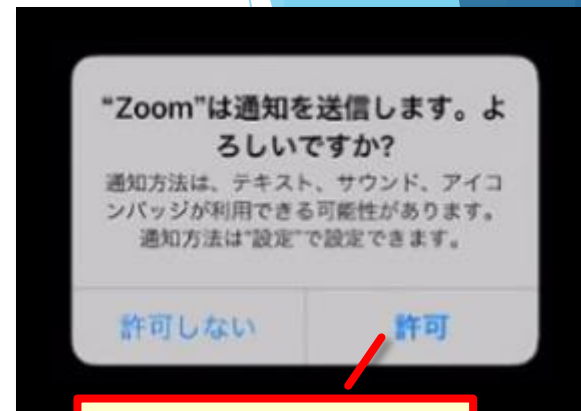 “Zoom”は通知を送信します。よ
ろしいですか?
通知方法は、テキスト、サウンド、アイコ
ンバッジが利用できる可能性があります。
通知方法は“設定”で設定できます。
許可しない
許可